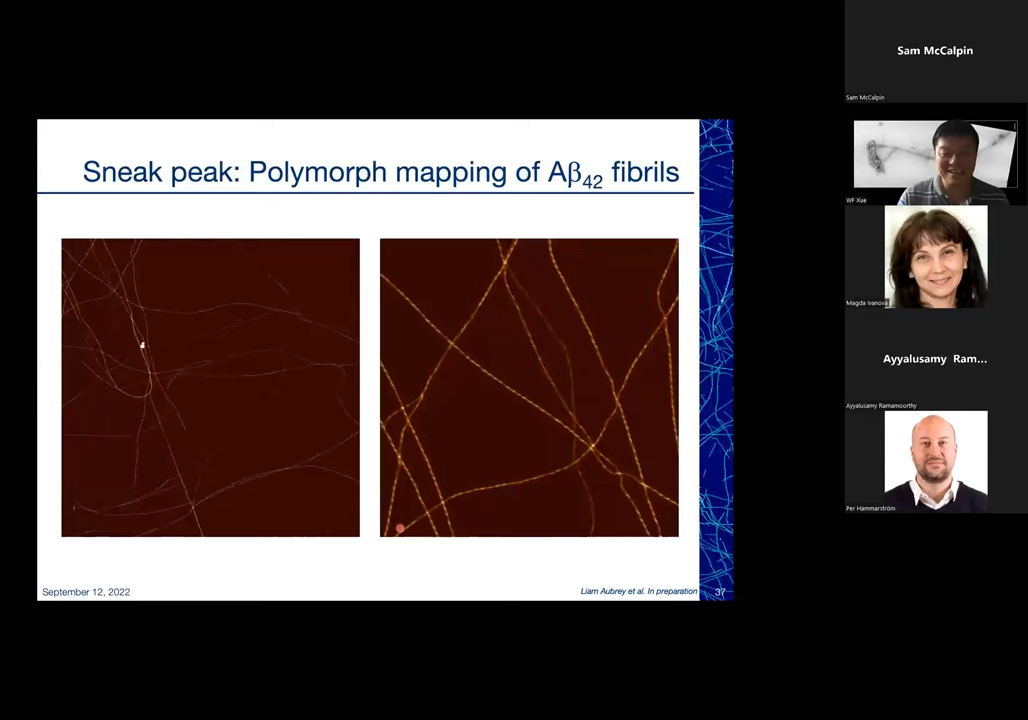 Sneak peak: Polymorph mapping of Aβ42 fibrils
September 12, 2022
Liam Aubrey et al. In preparation
37
Sam McCalpin
Sam McCalpin
WF Xue
Magda Ivanova
Ayyalusamy Ram...
Ayyalusamy Ramamoorthy
Per Hammarström